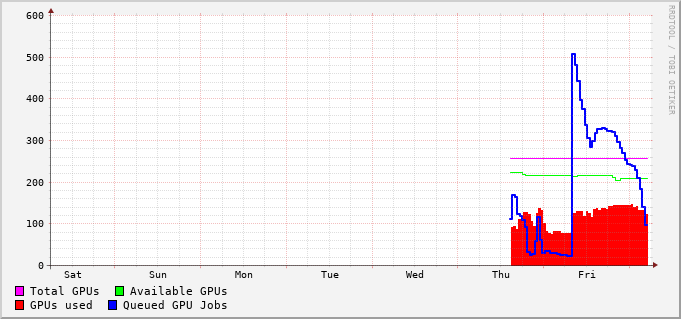 600
500
400
300
200
100
0
Sat Sun Mon Tue Wed Thu Fri
Total GPUs Available GPUs
GPUs used Queued GPU Jobs
RRDTOOL / TOBI OETIKER